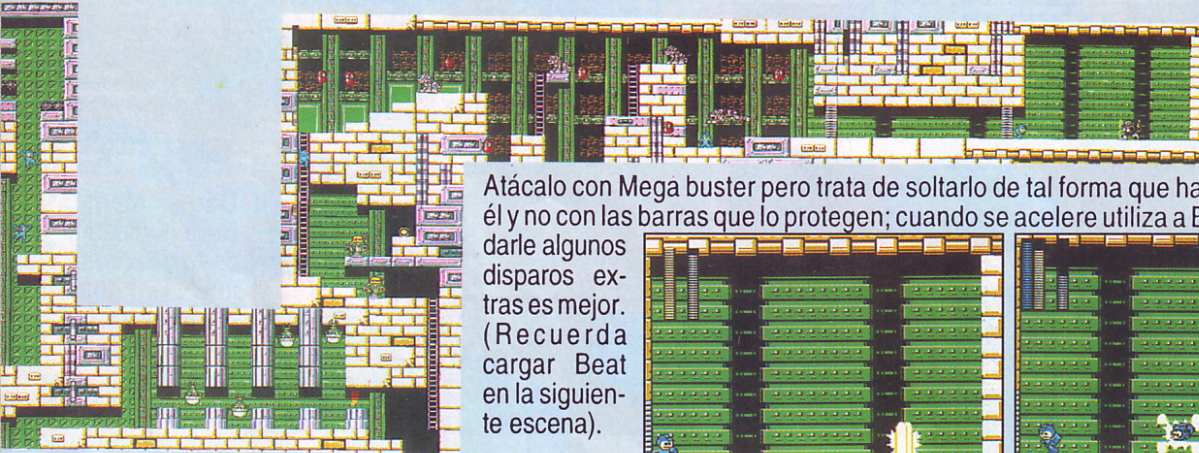 Atácalo con Mega buster pero trata de soltarlo de tal forma que ha
él y no con las barras que lo protegen; cuando se acelere utiliza a
darle algunos
disparos ex-
tras es mejor.
(Recuerda
cargar Beat
en la siguien-
te escena).